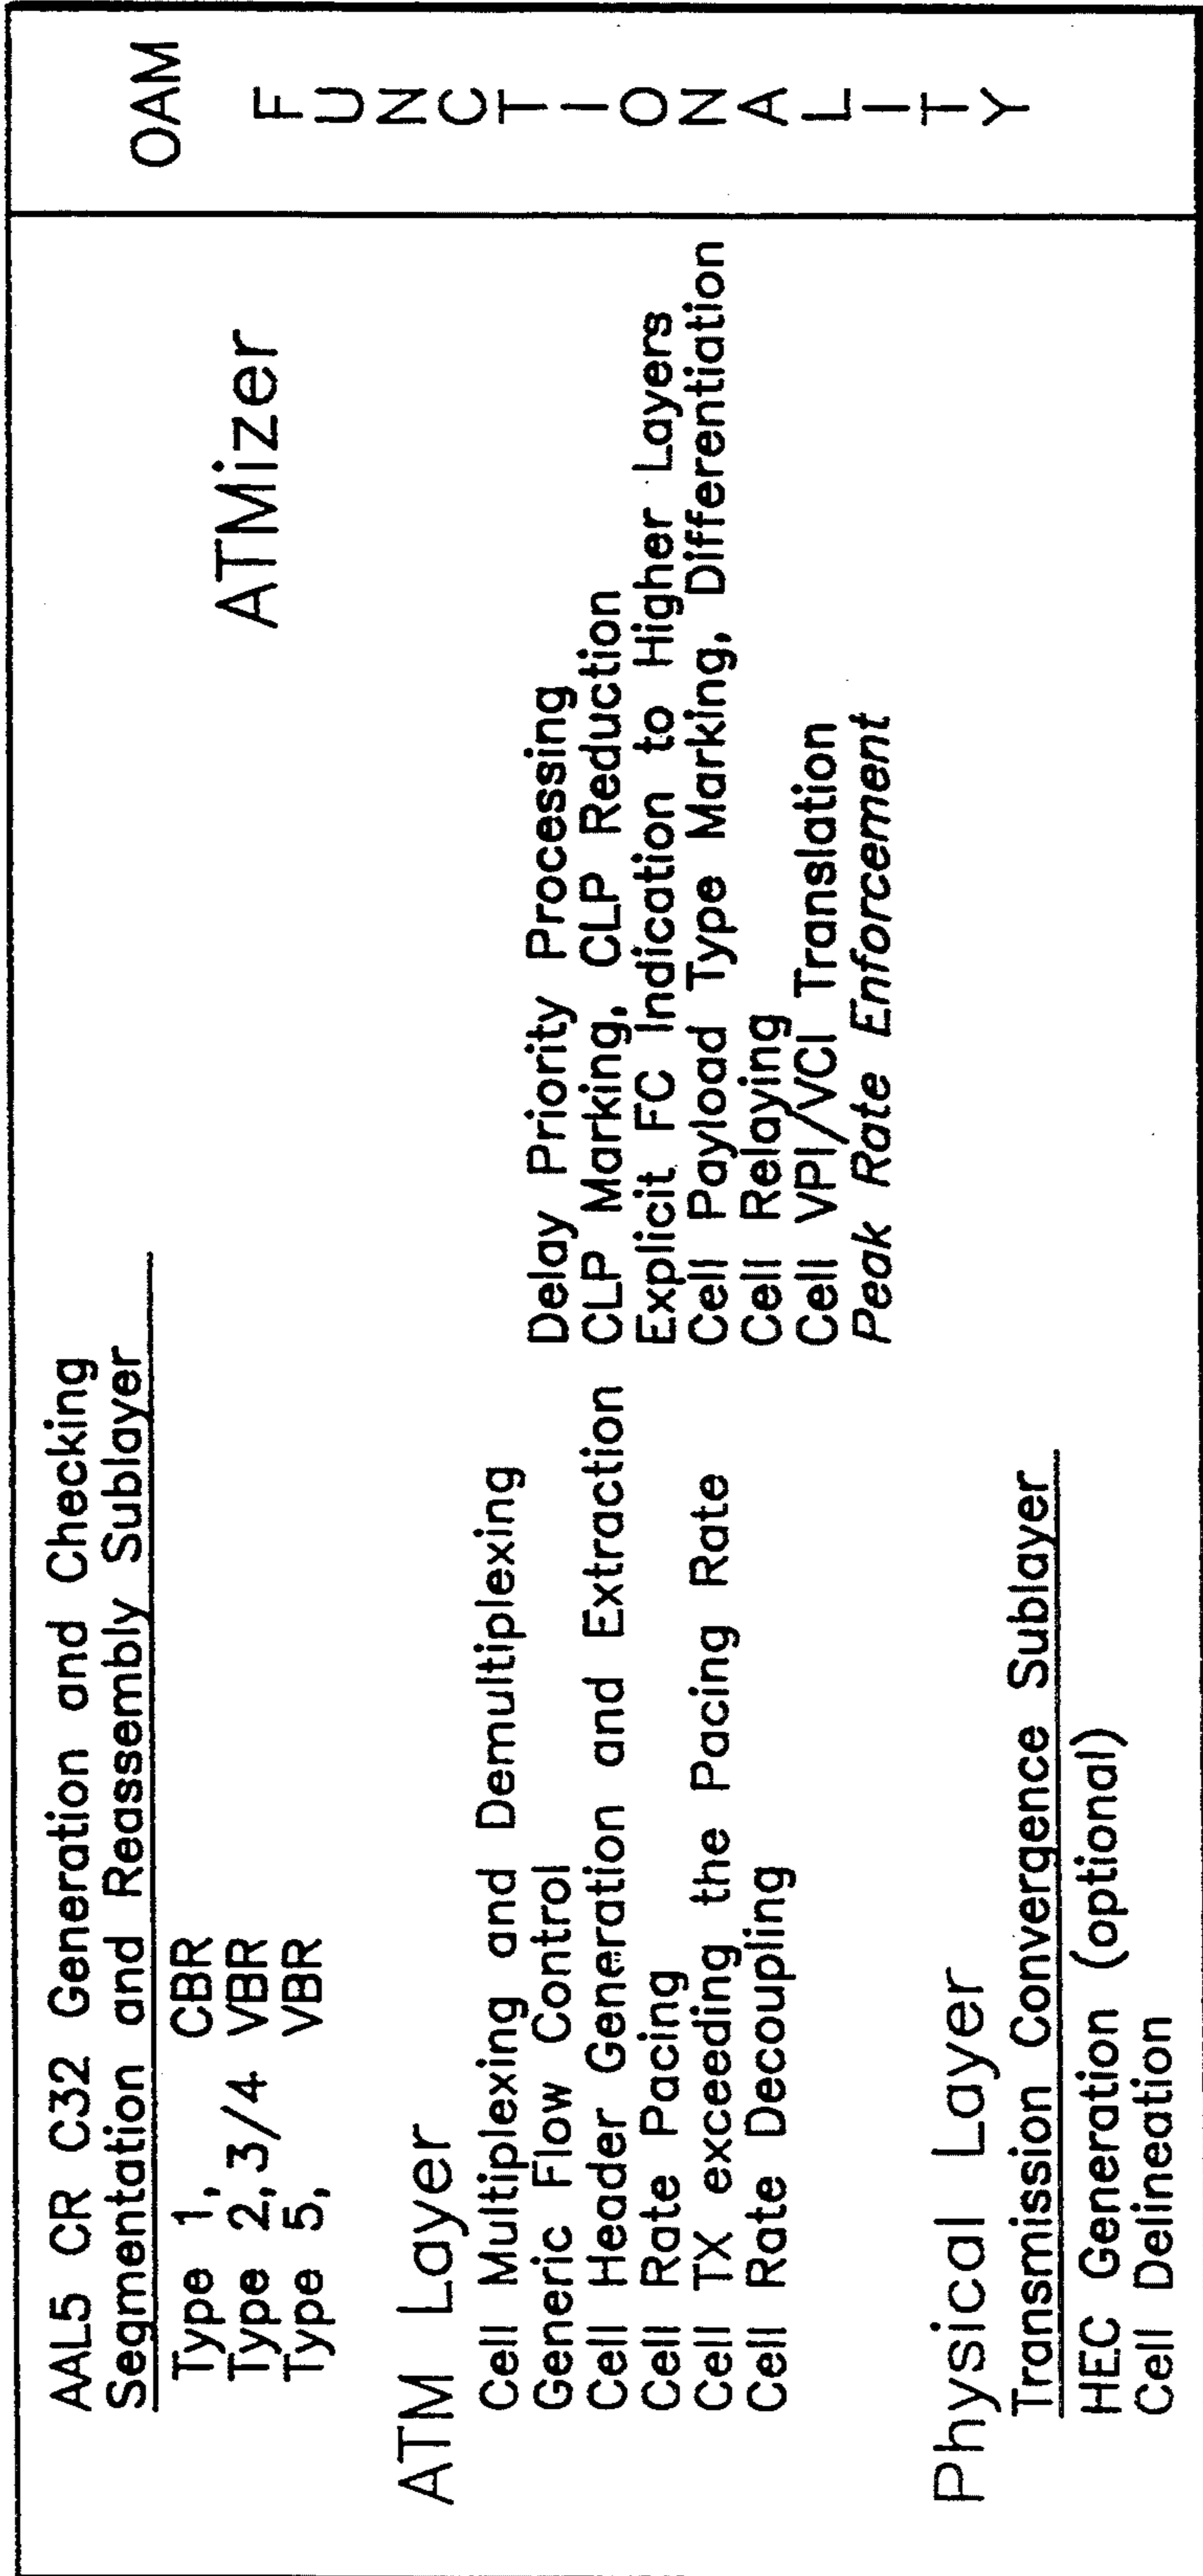 AAL5 CR C32 Generation and Checking
Segmentation and Reassembly Sublayer
Type 1, CBR
Type 2,3/4 VBR
Type 5, VBR
ATMizer
ATM Layer
Cell Multiplexing and Demultiplexing
Generic Flow Control
Cell Header Generation and Extraction
Cell Rate Pacing
Cell TX exceeding the Pacing Rate
Cell Rate Decoupling
Delay Priority Processing
CLP Marking, CLP Reduction
Explicit FC Indication to Higher Layers
Cell Payload Type Marking, Differentiation
Cell Relaying
Cell VPI/VCI Translation
Peak Rate Enforcement
Physical Layer
Transmission Convergence Sublayer
HEC Generation (optional)
Cell Delineation
OAM
FUNCTIONALITY